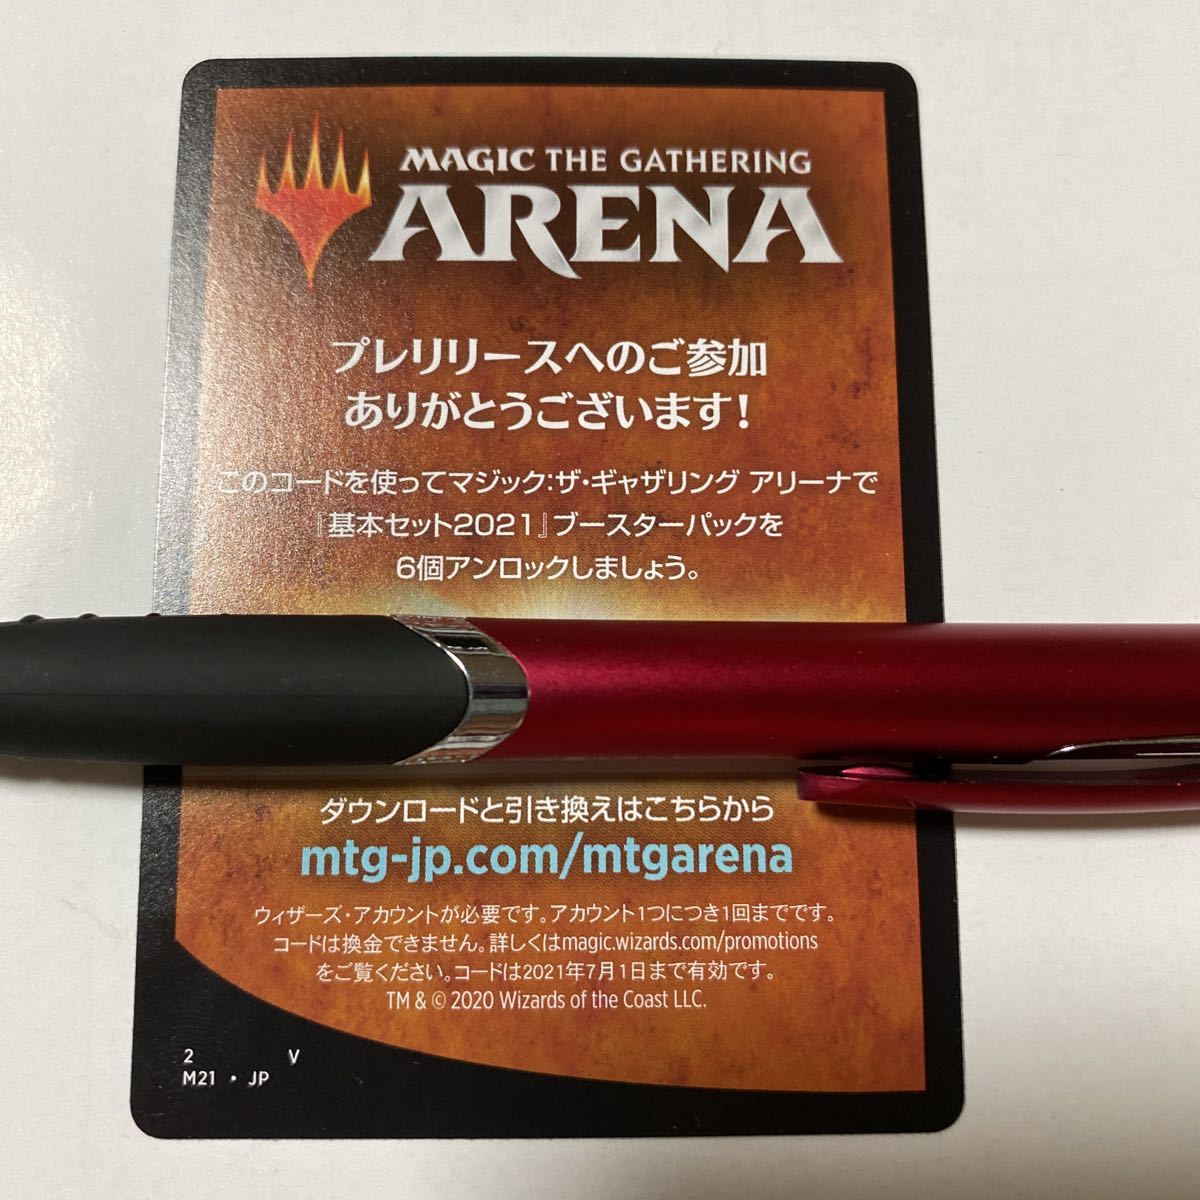 MAGIC THE GATHERING
ARENA
プレリリースへのご参加
ありがとうございます!
このコードを使ってマジック:ザ・ギャザリング アリーナで
『基本セット2021』ブースターパックを
6個アンロックしましょう。
ダウンロードと引き換えはこちらから
mtg-jp.com/mtgarena
ウィザーズ・アカウントが必要です。アカウント1つにつき1回までです。
コードは換金できません。詳しくはmagic.wizards.com/promotions
をご覧ください。コードは2021年7月1日まで有効です。
TM & © 2020 Wizards of the Coast LLC.
2 V
M21 • JP